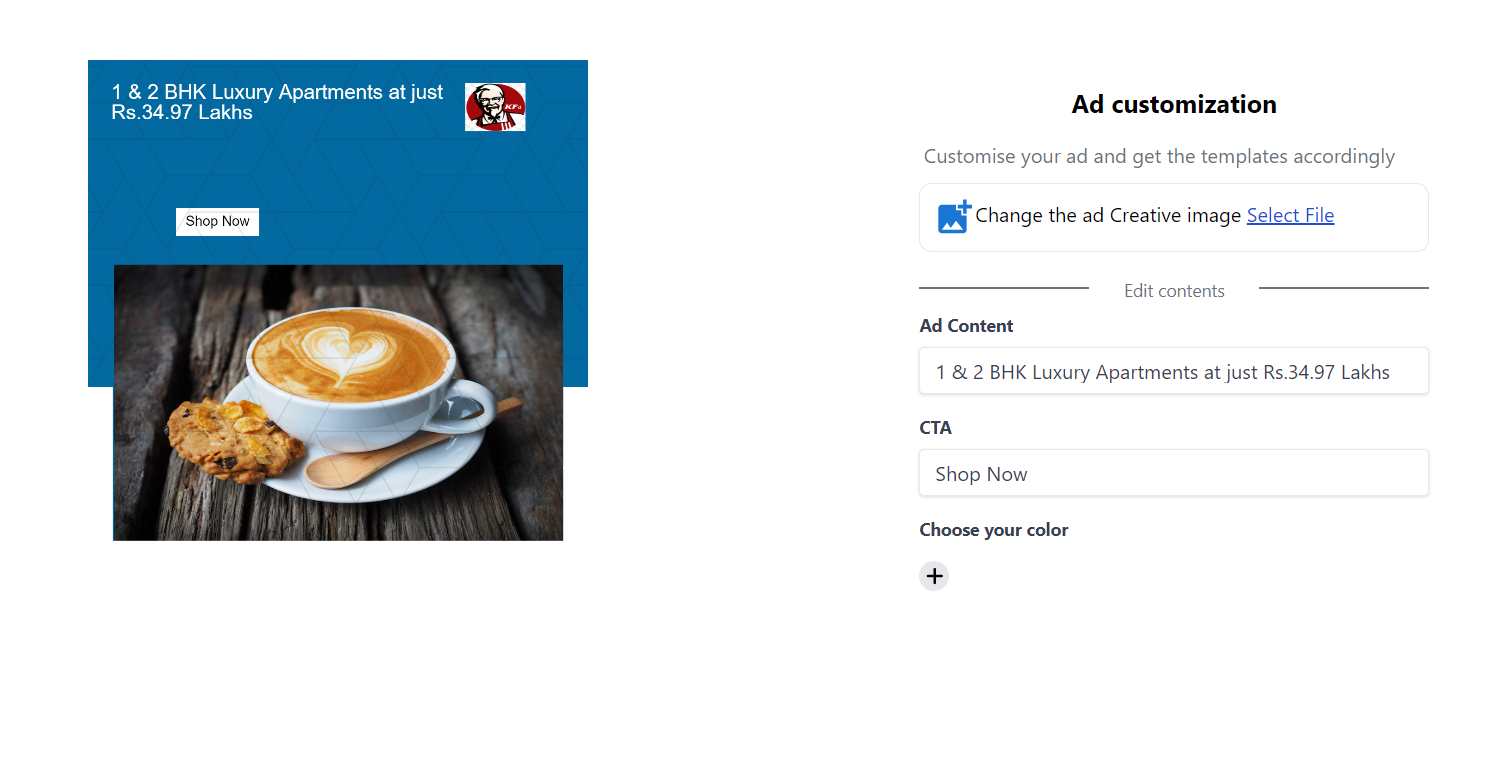 1 & 2 BHK Luxury Apartments at just
Rs.34.97 Lakhs
Shop Now
Ad customization
Customise your ad and get the templates accordingly
Change the ad Creative image Select File
Edit contents
Ad Content
1 & 2 BHK Luxury Apartments at just Rs.34.97 Lakhs
CTA
Shop Now
Choose your color